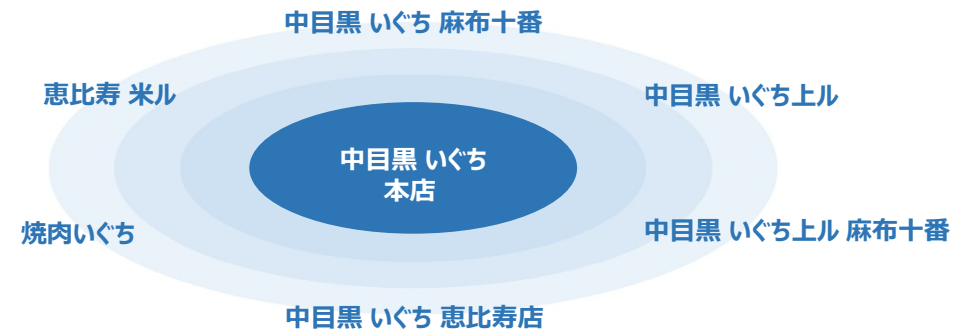 中目黒 いぐち 麻布十番
恵比寿 米ル
中目黒 いぐち上ル
中目黒 いぐち
本店
焼肉いぐち
中目黒 いぐち上ル 麻布十番
中目黒 いぐち 恵比寿店